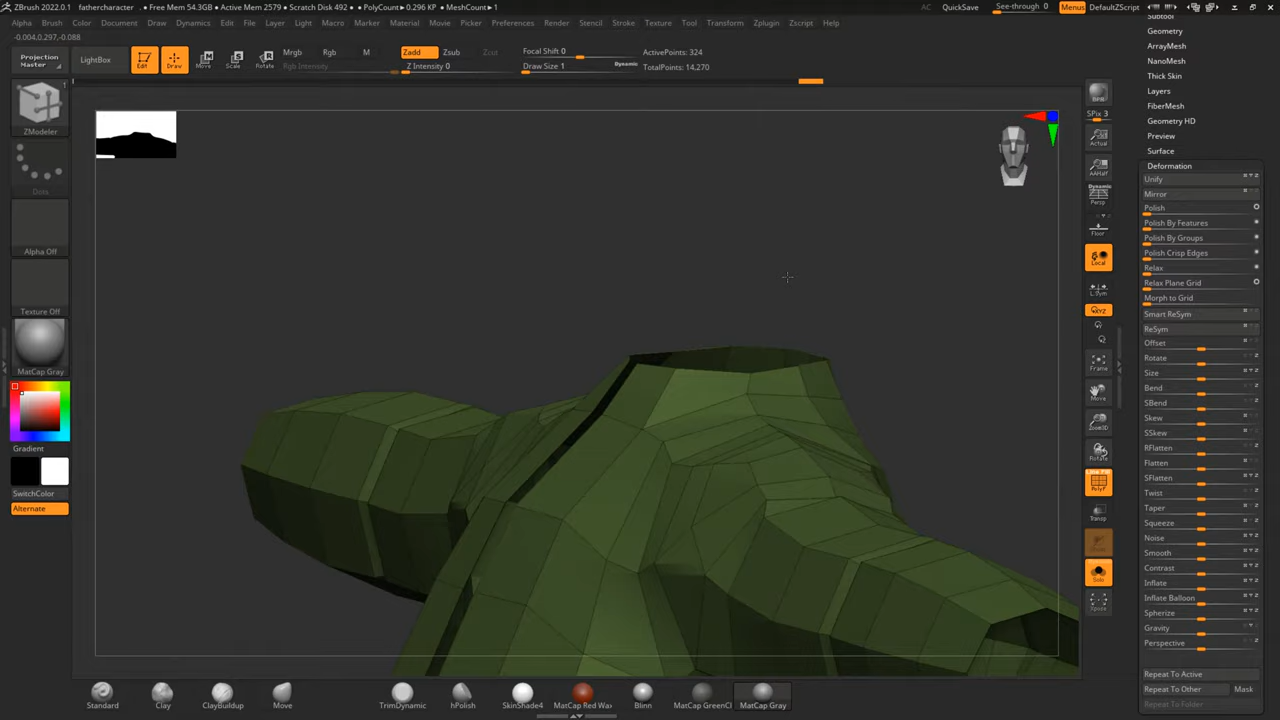 ZBrush 2022.0.1 fathercharacter . • Free Mem 54.3GB • Active Mem 2579 • Scratch Disk 492 • PolyCount▸0.296 KP • MeshCount▸1 AC QuickSave See-through 0 Menus DefaultZScript
Alpha Brush Color Document Draw Dynamics Edit File Layer Light Macro Marker Material Movie Picker Preferences Render Stencil Stroke Texture Tool Transform Zplugin Zscript Help
-0.004,0.297,-0.088
Projection Master
LightBox
Edit
Draw
Move
Scale
Rotate
Mrgb Rgb M
Rgb Intensity
Zadd Zsub Zcut
Z Intensity 0
Focal Shift 0
Draw Size 1 Dynamic
ActivePoints: 324
TotalPoints: 14,270
1
ZModeler
Dots
Alpha Off
Texture Off
MatCap Gray
Gradient
SwitchColor
Alternate
BPR
SPix 3
Actual
AAHalf
Dynamic
Persp
Floor
Local
L.Sym
Frame
Move
Zoom3D
Rotate
Line Fill
PolyF
Transp
Solo
Xpose
Subtool
Geometry
ArrayMesh
NanoMesh
Thick Skin
Layers
FiberMesh
Geometry HD
Preview
Surface
Deformation
Unify
Mirror
Polish
Polish By Features
Polish By Groups
Polish Crisp Edges
Relax
Relax Plane Grid
Morph to Grid
Smart ReSym
ReSym
Offset
Rotate
Size
Bend
SBend
Skew
SSkew
RFlatten
Flatten
SFlatten
Twist
Taper
Squeeze
Noise
Smooth
Contrast
Inflate
Inflate Balloon
Spherize
Gravity
Perspective
Repeat To Active
Repeat To Other Mask
Repeat To Folder
Standard Clay ClayBuildup Move TrimDynamic hPolish SkinShade4 MatCap Red Wax Blinn MatCap GreenCl MatCap Gray